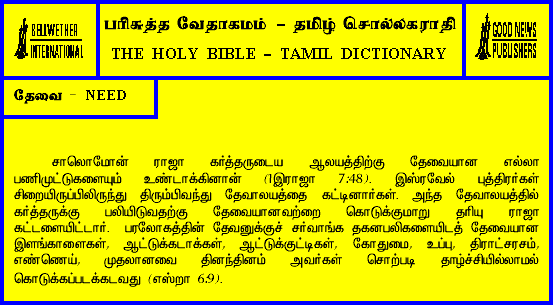 BELLWETHER
INTERNATIONAL
பரிசுத்த வேதாகமம் – தமிழ் சொல்லகராதி
THE HOLY BIBLE – TAMIL DICTIONARY
GOOD NEWS
PUBLISHERS
தேவை - NEED
சாலொமோன் ராஜா கர்த்தருடைய ஆலயத்திற்கு தேவையான எல்லா
பணிமுட்டுகளையும் உண்டாக்கினான் (1இராஜா 7:48). இஸ்ரவேல் புத்திரர்கள்
சிறையிருப்பிலிருந்து திரும்பிவந்து தேவாலயத்தை கட்டினார்கள். அந்த தேவாலயத்தில்
கர்த்தருக்கு பலியிடுவதற்கு தேவையானவற்றை கொடுக்குமாறு தரியு ராஜா
கட்டளையிட்டார். பரலோகத்தின் தேவனுக்குச் சர்வாங்க தகனபலிகளையிடத் தேவையான
இளங்காளைகள், ஆட்டுக்கடாக்கள், ஆட்டுக்குட்டிகள், கோதுமை, உப்பு, திராட்சரசம்,
எண்ணெய், முதலானவை தினந்தினம் அவர்கள் சொற்படி தாழ்ச்சியில்லாமல்
கொடுக்கப்படக்கடவது (எஸ்றா 6:9).